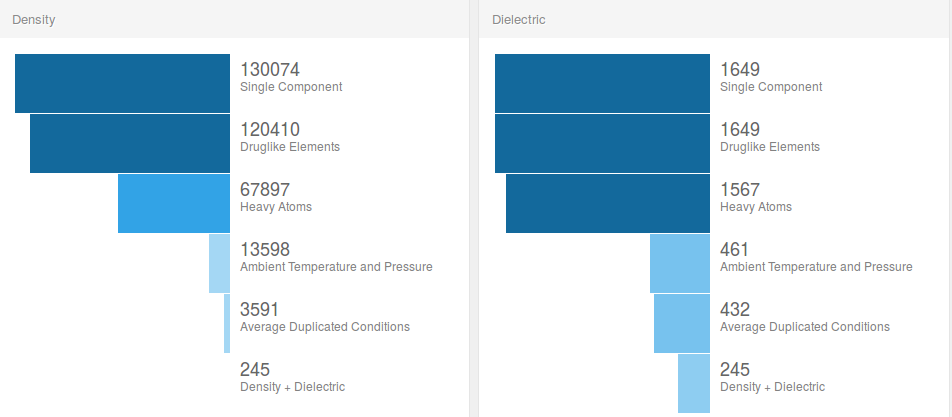 Density
130074
Single Component
120410
Druglike Elements
67897
Heavy Atoms
13598
Ambient Temperature and Pressure
3591
Average Duplicated Conditions
245
Density + Dielectric
Dielectric
1649
Single Component
1649
Druglike Elements
1567
Heavy Atoms
461
Ambient Temperature and Pressure
432
Average Duplicated Conditions
245
Density + Dielectric